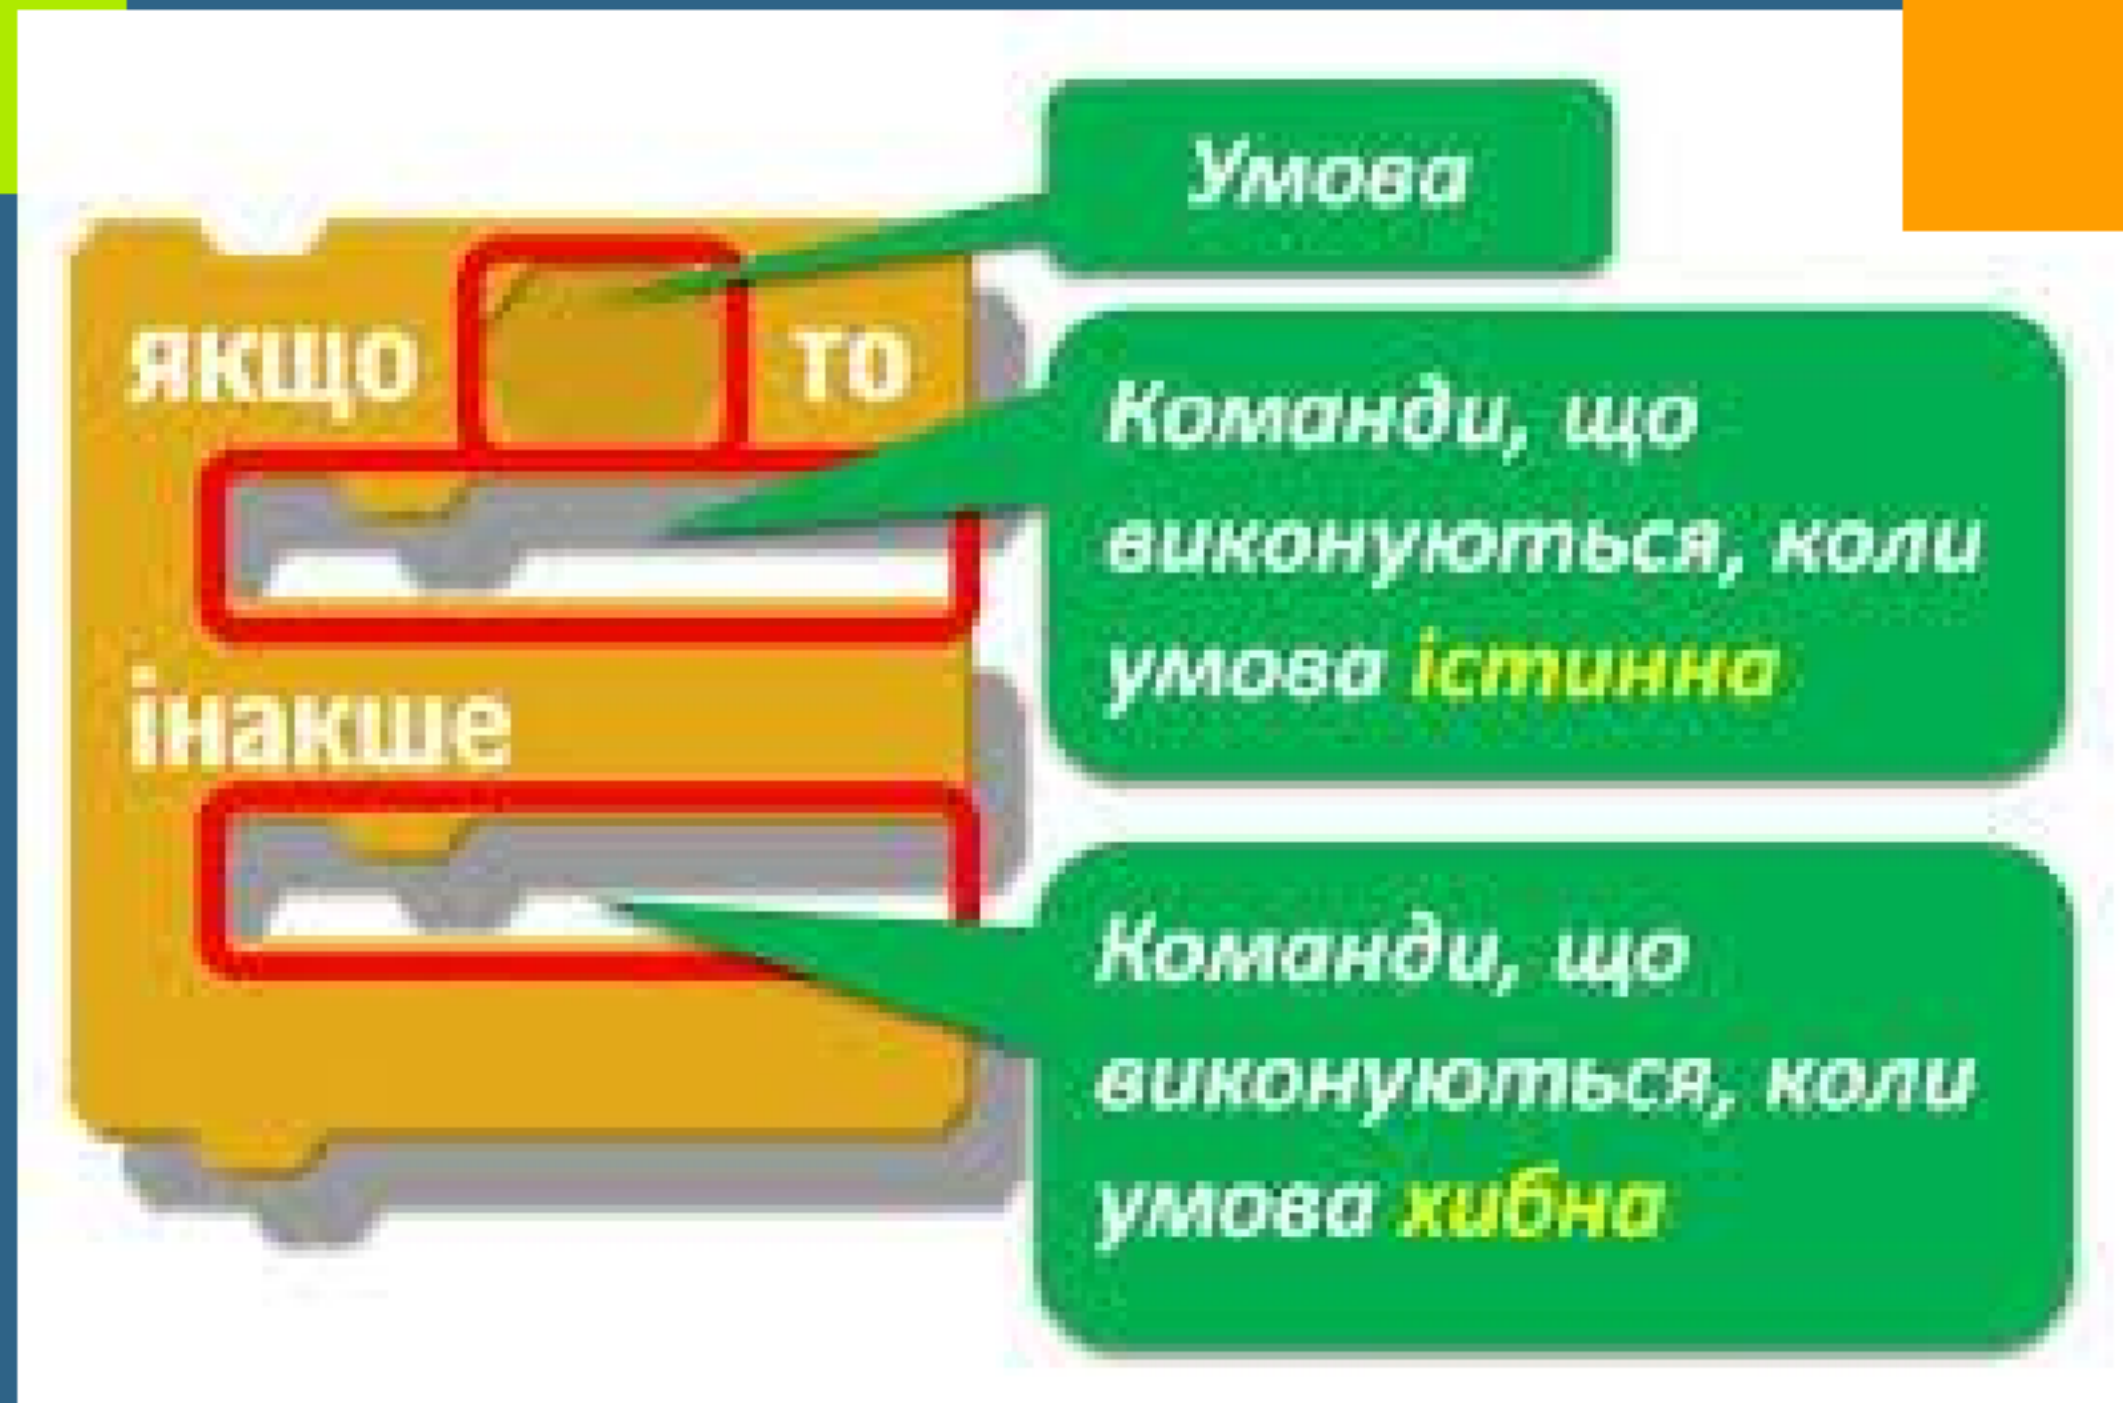 Умова
якщо то
Команди, що
виконуються, коли
умова істинна
інакше
Команди, що
виконуються, коли
умова хибна